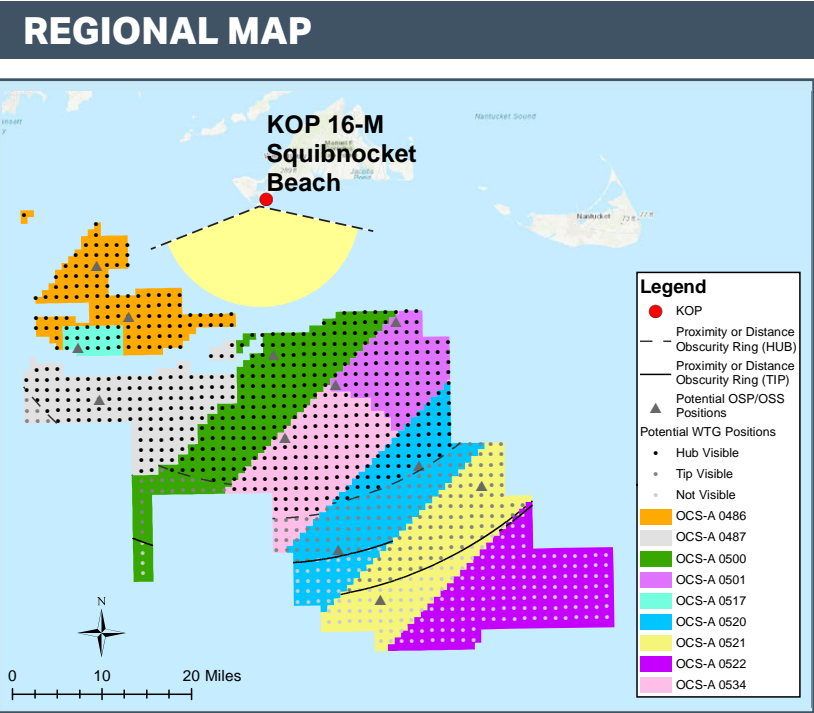 REGIONAL MAP
Nantucket Sound
KOP 16-M
Squibnocket
Beach
Nantucket
Legend
KOP
Proximity or Distance
Obscurity Ring (HUB)
Proximity or Distance
Obscurity Ring (TIP)
Potential OSP/OSS
Positions
Potential WTG Positions
Hub Visible
Tip Visible
Not Visible
OCS-A 0486
OCS-A 0487
OCS-A 0500
OCS-A 0501
OCS-A 0517
OCS-A 0520
OCS-A 0521
OCS-A 0522
OCS-A 0534
N
0 10 20 Miles